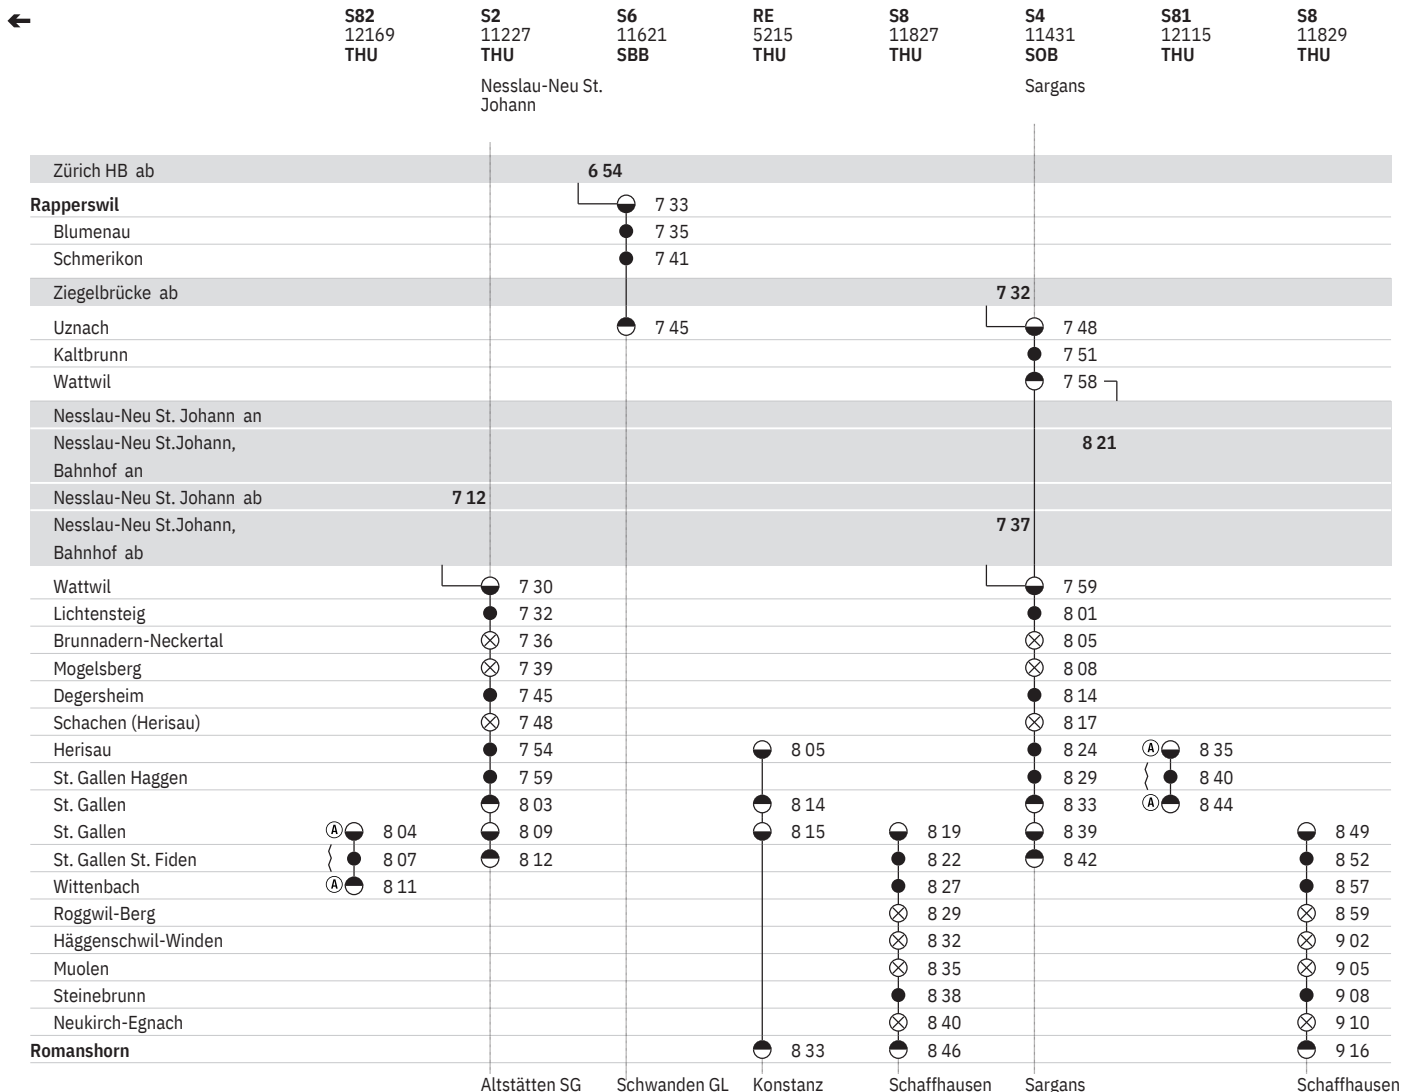 S82 S2 S6 RE S8 S4 S81 S8
12169 11227 11621 5215 11827 11431 12115 11829
THU THU SBB THU THU SOB THU THU
Nesslau-Neu St. Sargans
Johann
Zürich HB ab 6 54
Rapperswil 7 33
Blumenau 7 35
Schmerikon 7 41
Ziegelbrücke ab 7 32
Uznach 7 45 7 48
Kaltbrunn 7 51
Wattwil 7 58
Nesslau-Neu St. Johann an
Nesslau-Neu St.Johann, 8 21
Bahnhof an
Nesslau-Neu St. Johann ab 7 12
Nesslau-Neu St.Johann, 7 37
Bahnhof ab
Wattwil 7 30 7 59
Lichtensteig 7 32 8 01
Brunnadern-Neckertal 7 36 8 05
Mogelsberg 7 39 8 08
Degersheim 7 45 8 14
Schachen (Herisau) 7 48 8 17
Herisau 7 54 8 05 8 24 A 8 35
St. Gallen Haggen 7 59 8 29 8 40
St. Gallen 8 03 8 14 8 33 A 8 44
St. Gallen A 8 04 8 09 8 15 8 19 8 39 8 49
St. Gallen St. Fiden 8 07 8 12 8 22 8 42 8 52
Wittenbach A 8 11 8 27 8 57
Roggwil-Berg 8 29 8 59
Häggenschwil-Winden 8 32 9 02
Muolen 8 35 9 05
Steinebrunn 8 38 9 08
Neukirch-Egnach 8 40 9 10
Romanshorn 8 33 8 46 9 16
Altstätten SG Schwanden GL Konstanz Schaffhausen Sargans Schaffhausen